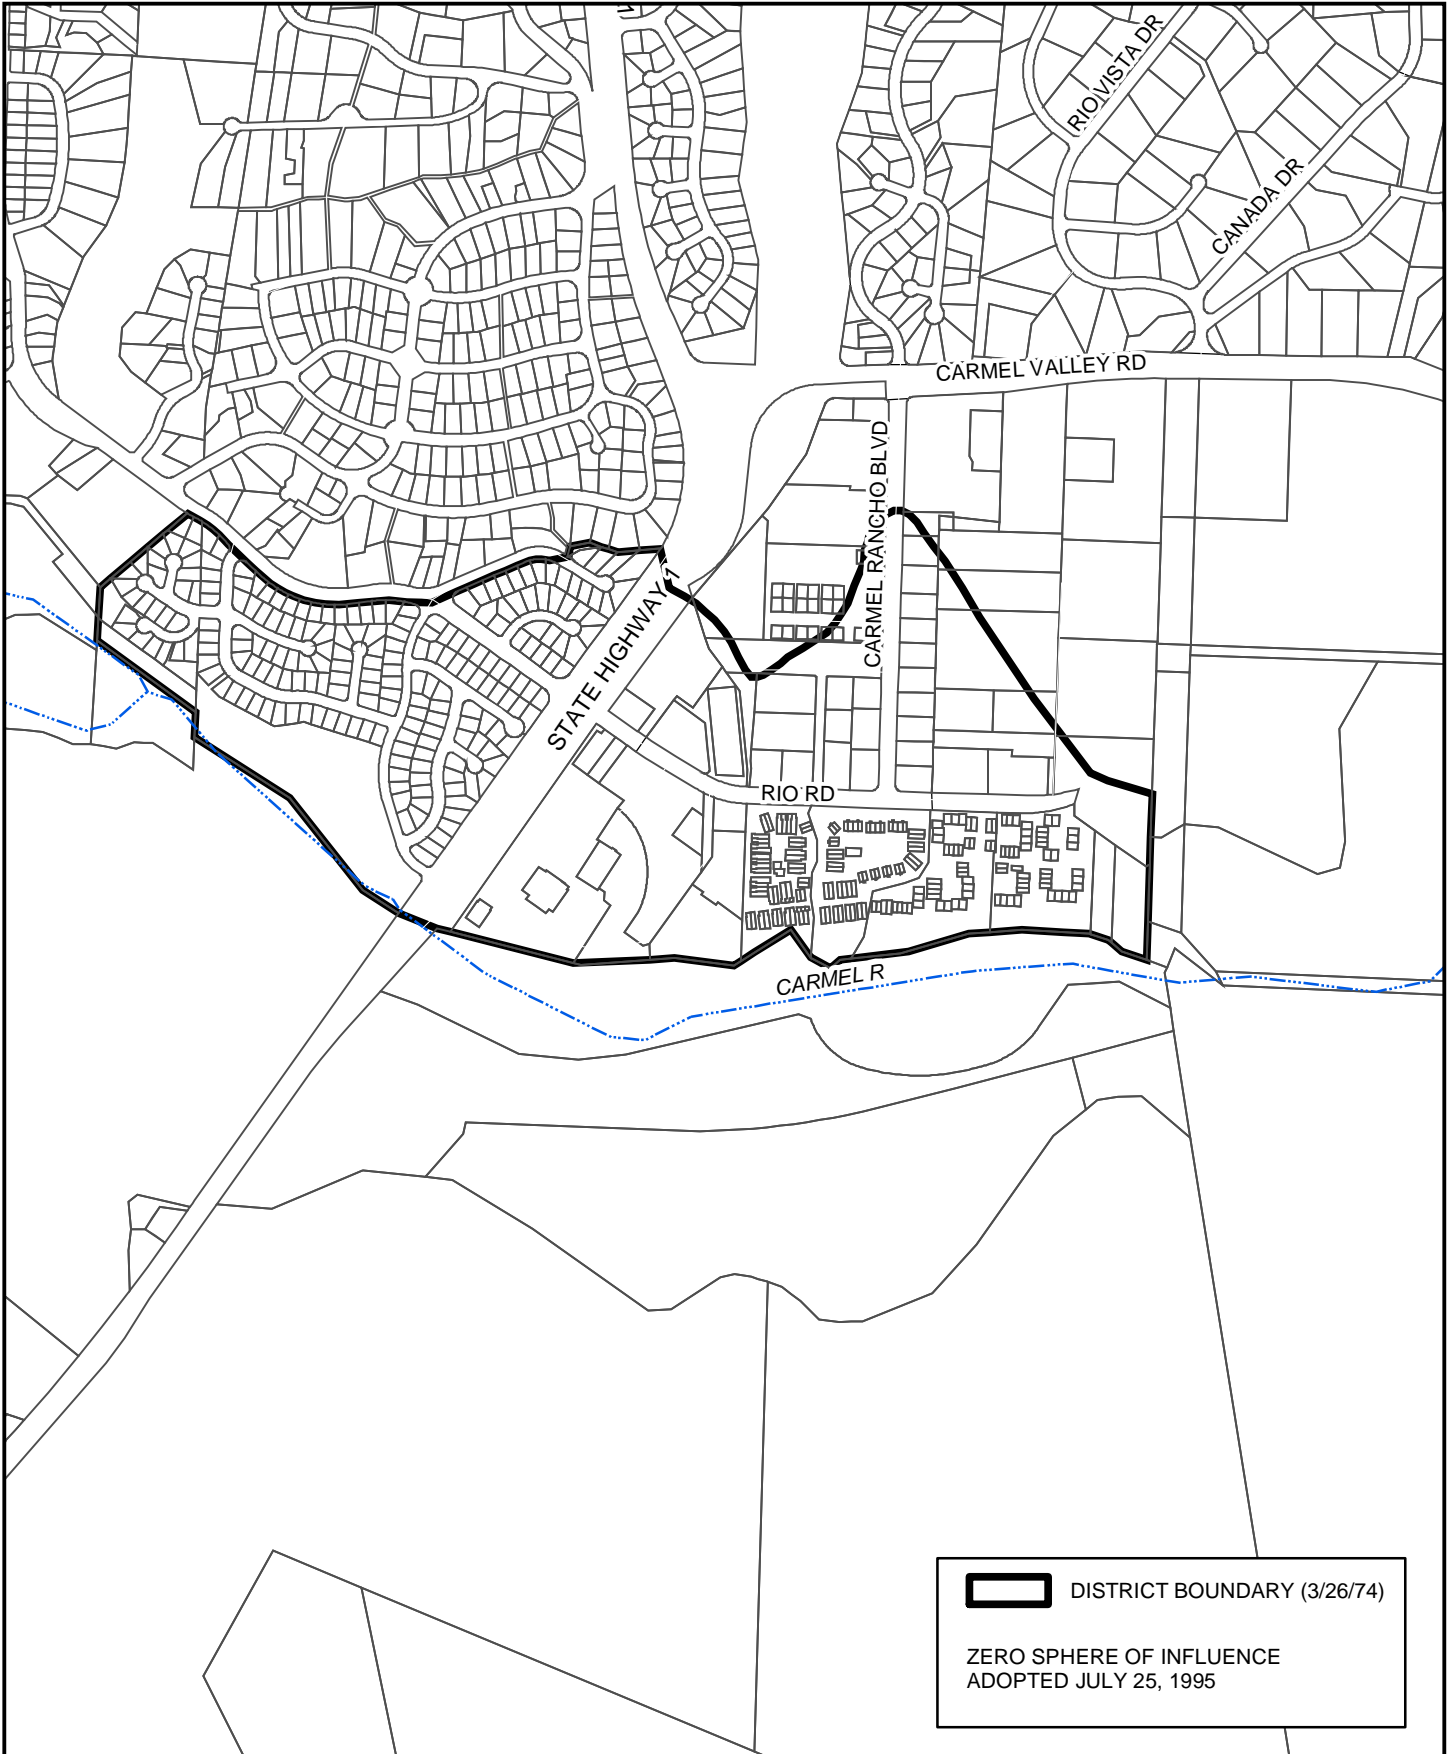 1
RIO VISTA DR
CANADA DR
CARMEL VALLEY RD
CARMEL RANCHO BLVD
STATE HIGHWAY 1
RIO RD
CARMEL R
DISTRICT BOUNDARY (3/26/74)
ZERO SPHERE OF INFLUENCE
ADOPTED JULY 25, 1995